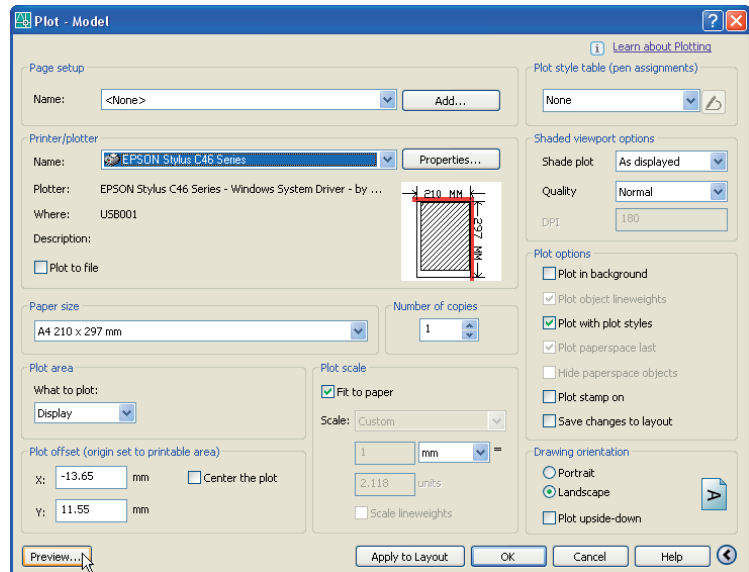 Plot - Model
Learn about Plotting
Page setup
Name: <None> Add...
Plot style table (pen assignments)
None
Printer/plotter
Name: EPSON Stylus C46 Series Properties...
Plotter: EPSON Stylus C46 Series - Windows System Driver - by ...
Where: USB001
Description:
Plot to file
210 MM
297 MM
Shaded viewport options
Shade plot As displayed
Quality Normal
DPI 180
Paper size
A4 210 x 297 mm
Number of copies
1
Plot options
Plot in background
Plot object lineweights
Plot with plot styles
Plot paperspace last
Hide paperspace objects
Plot stamp on
Save changes to layout
Plot area
What to plot:
Display
Plot scale
Fit to paper
Scale: Custom
1 mm =
2.118 units
Scale lineweights
Plot offset (origin set to printable area)
X: -13.65 mm Center the plot
Y: 11.55 mm
Drawing orientation
Portrait
Landscape
Plot upside-down
A
Preview... Apply to Layout OK Cancel Help